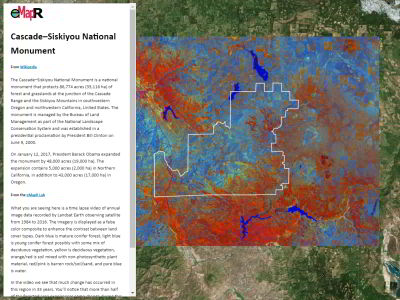 eMapR
Cascade–Siskiyou National
Monument
from Wikipedia
The Cascade–Siskiyou National Monument is a national
monument that protects 86,774 acres (35,116 ha) of
forest and grasslands at the junction of the Cascade
Range and the Siskiyou Mountains in southwestern
Oregon and northwestern California, United States. The
monument is managed by the Bureau of Land
Management as part of the National Landscape
Conservation System and was established in a
presidential proclamation by President Bill Clinton on
June 9, 2000.
On January 12, 2017, President Barack Obama expanded
the monument by 48,000 acres (19,000 ha). The
expansion contains 5,000 acres (2,000 ha) in Northern
California, in addition to 43,000 acres (17,000 ha) in
Oregon.
from the eMapR Lab
What you are seeing here is a time lapse video of annual
image data recorded by Landsat Earth observing satellite
from 1984 to 2016. The imagery is displayed as a false
color composite to enhance the contrast between land
cover types. Dark blue is mature conifer forest, light blue
is young conifer forest possibly with some mix of
deciduous vegetation, yellow is deciduous vegetation,
orange/red is soil mixed with non-photosynthetic plant
material, red/pink is barren rock/soil/sand, and pure blue
is water.
In the video we see that much change has occurred in
this region in 33 years. You'll notice that more than half